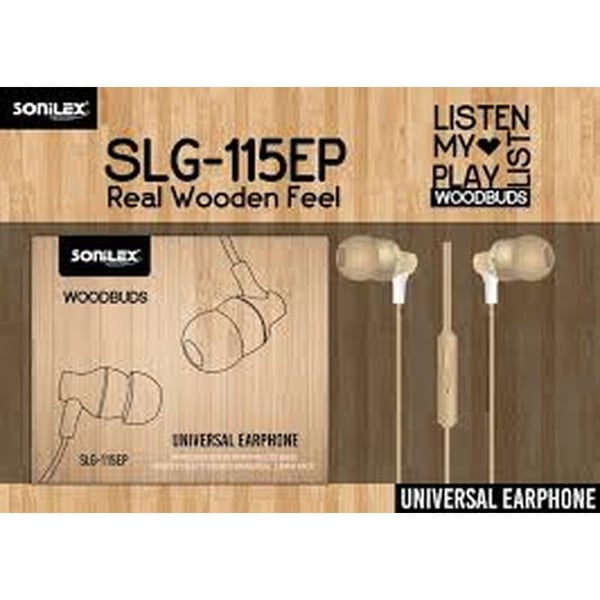 SONILEX
SLG-115EP
Real Wooden Feel
LISTEN
MY
PLAY
LIST
WOODBUDS
SONILEX
WOODBUDS
UNIVERSAL EARPHONE
SLG-115EP
UNIVERSAL EARPHONE